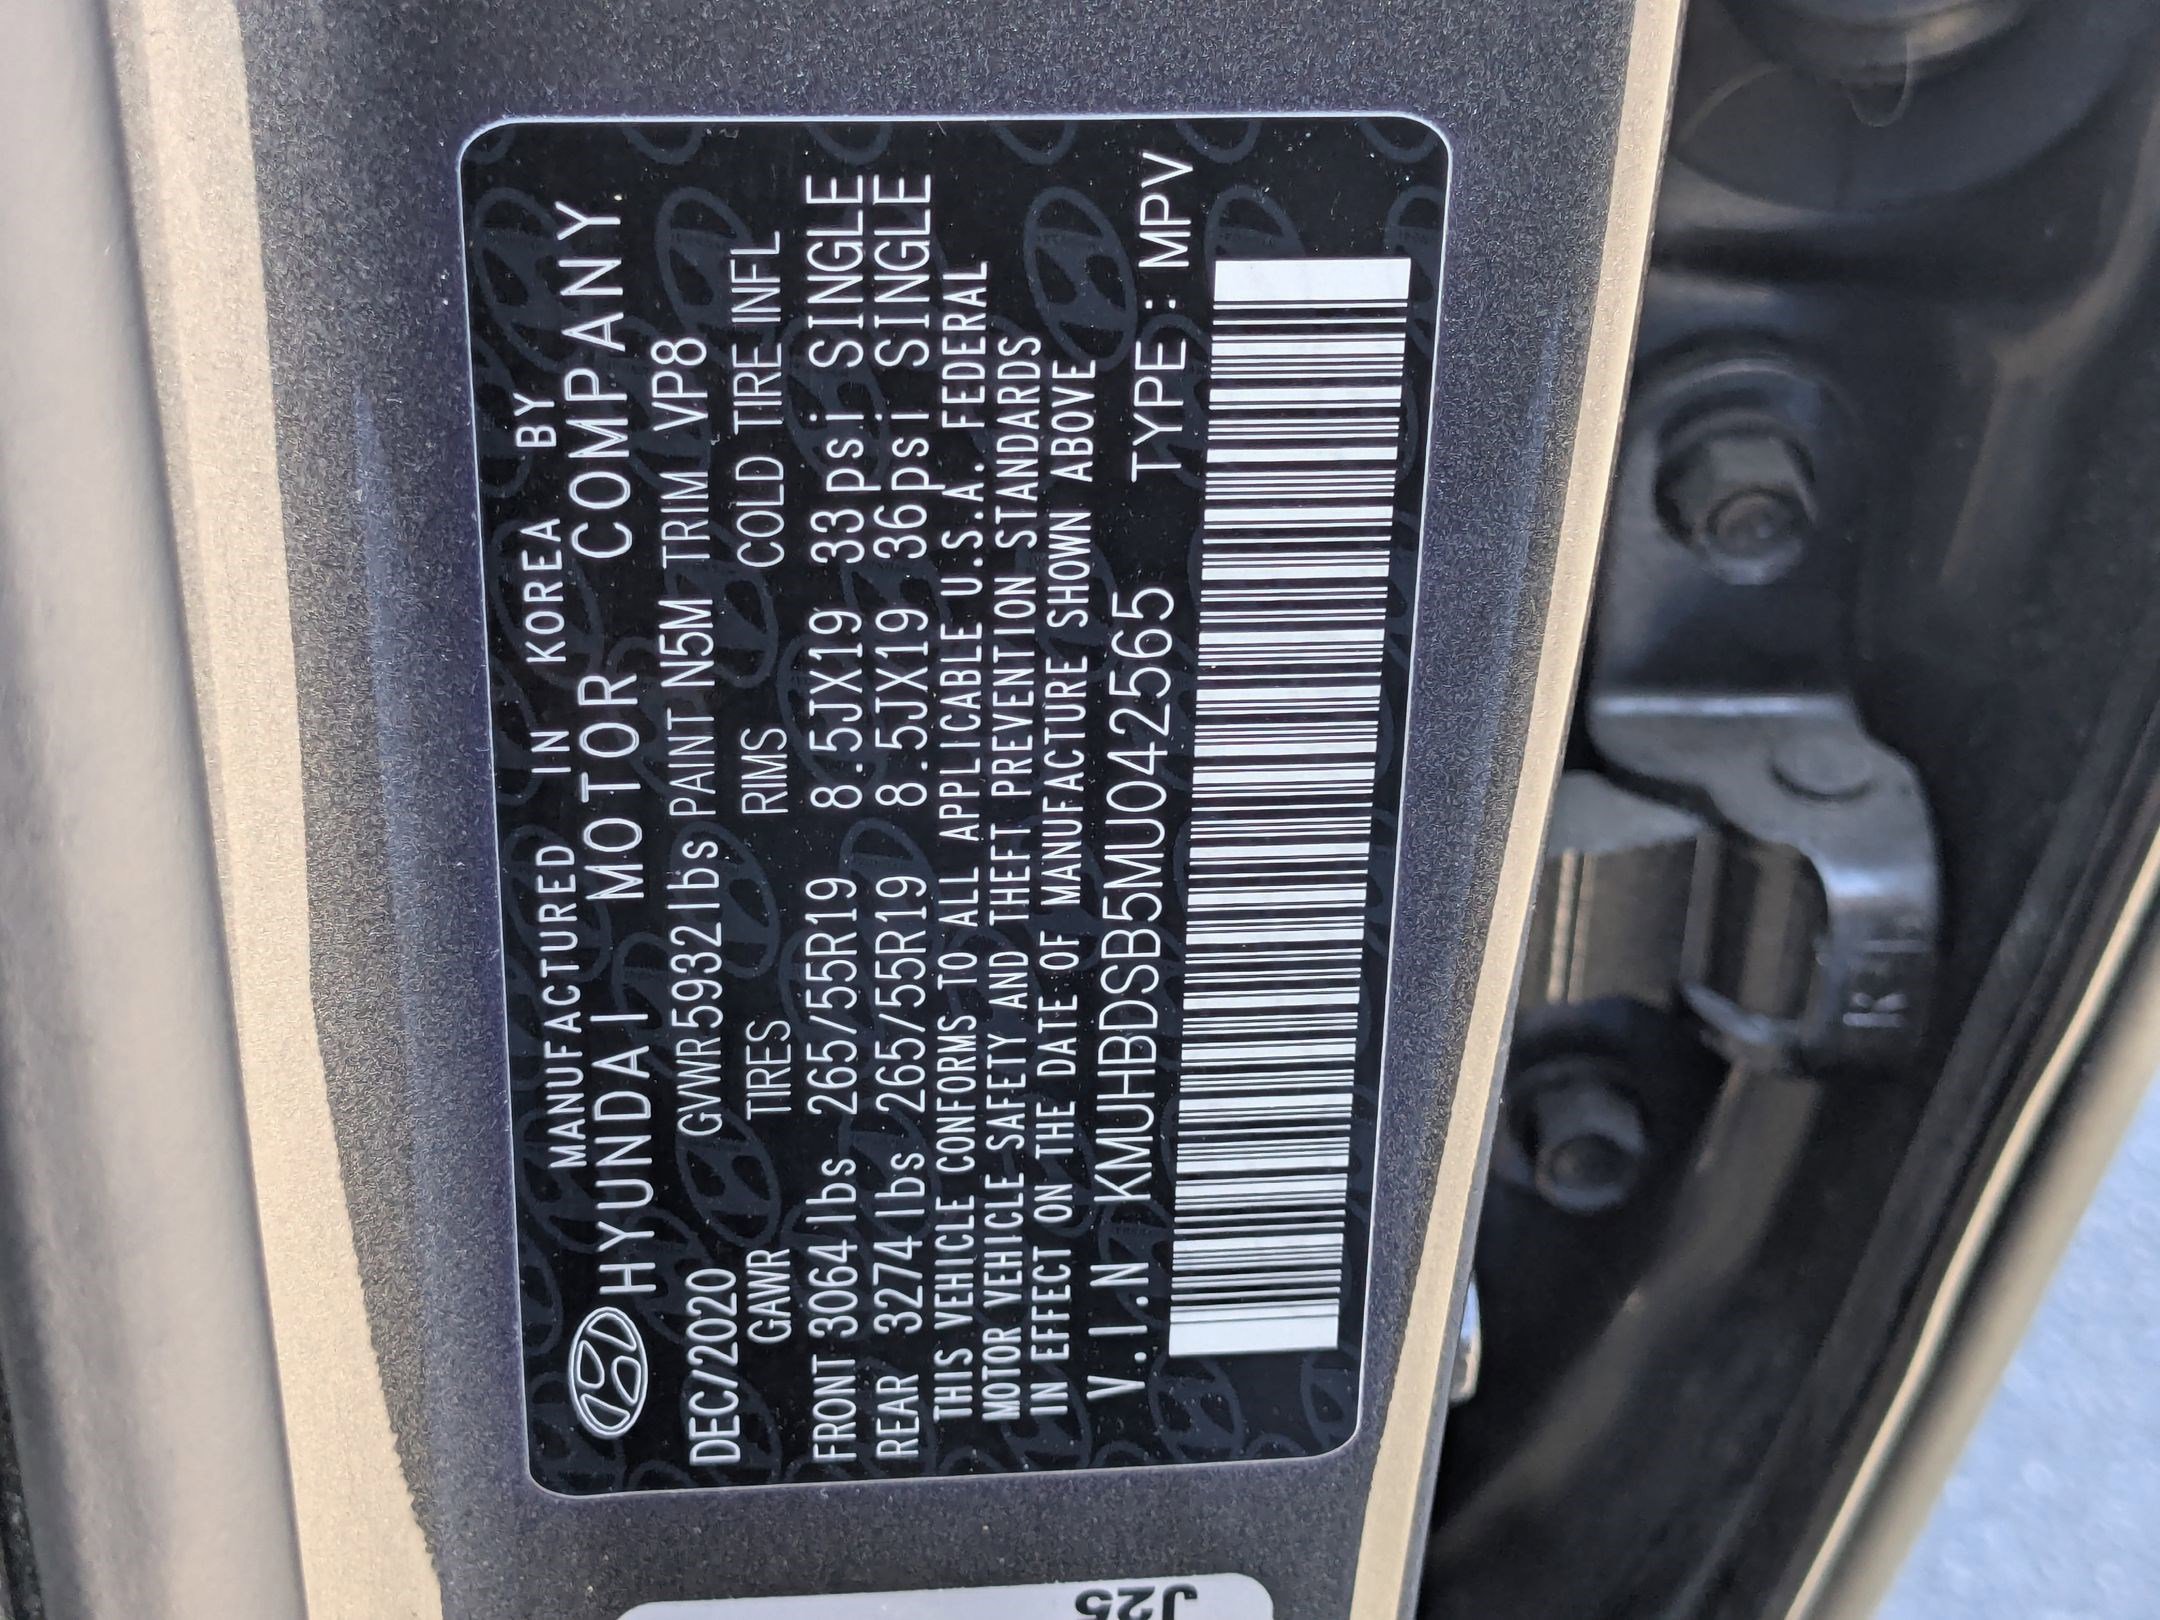 MANUFACTURED IN KOREA BY
HYUNDAI MOTOR COMPANY
DEC/2020 GVWR5932lbs PAINT N5M TRIM VP8
GAWR TIRES RIMS COLD TIRE INFL
FRONT 3064lbs 265/55R19 8.5JX19 33psi SINGLE
REAR 3274lbs 265/55R19 8.5JX19 36psi SINGLE
THIS VEHICLE CONFORMS TO ALL APPLICABLE U.S.A. FEDERAL
MOTOR VEHICLE SAFETY AND THEFT PREVENTION STANDARDS
IN EFFECT ON THE DATE OF MANUFACTURE SHOWN ABOVE
V.I.N KMUHBDSB5MU042565 TYPE: MPV
J25